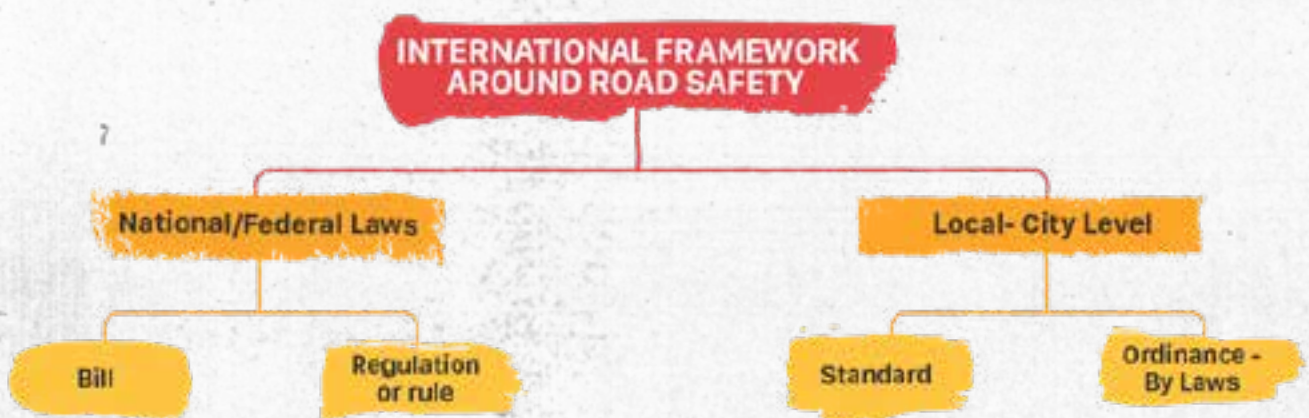 INTERNATIONAL FRAMEWORK
AROUND ROAD SAFETY
National/Federal Laws
Local- City Level
Bill
Regulation
or rule
Standard
Ordinance -
By Laws